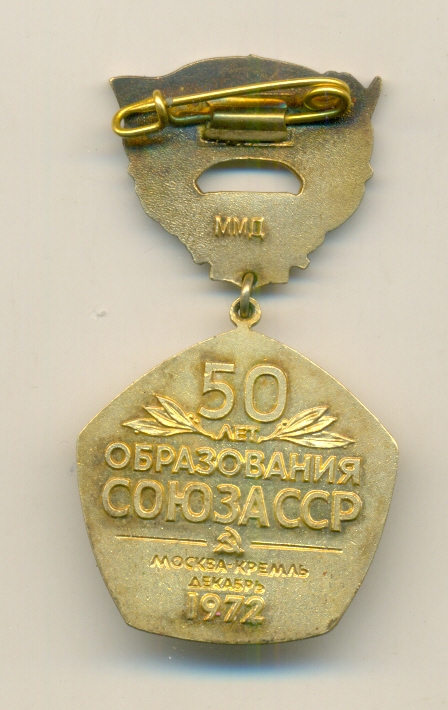 ММД
50
ЛЕТ
ОБРАЗОВАНИЯ
СОЮЗА ССР
МОСКВА-КРЕМЛЬ
ДЕКАБРЬ
1972